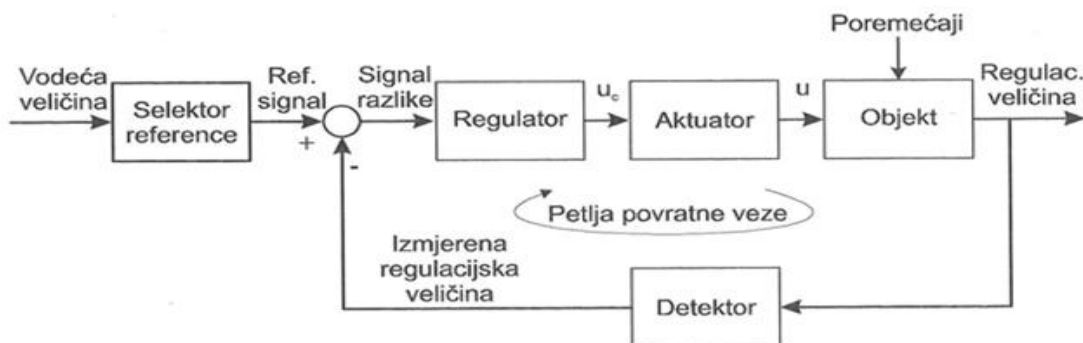 Poremećaji
Vodeća
veličina
Selektor
reference
Ref.
signal
+
-
Signal
razlike
Regulator
u_c
Aktuator
u
Objekt
Regulac.
veličina
Petlja povratne veze
Izmjerena
regulacijska
veličina
Detektor